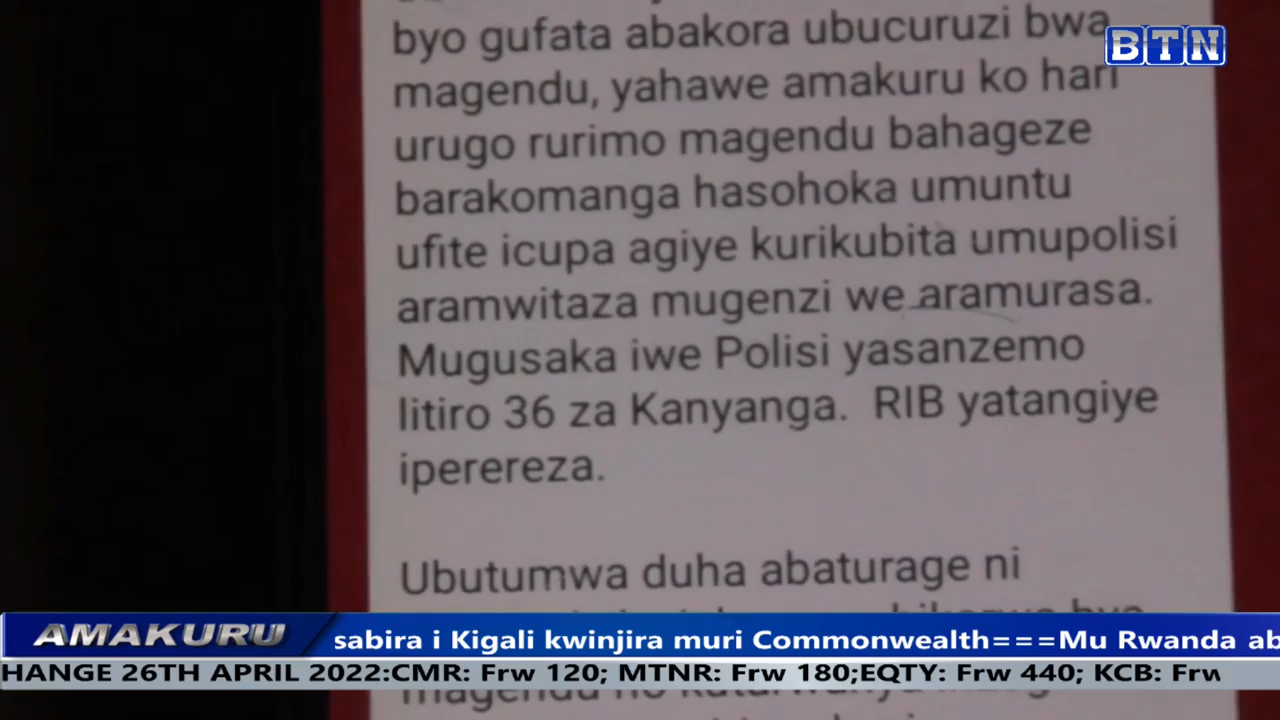 byo gufata abakora ubucuruzi bwa
BTN
magendu, yahawe amakuru ko hari
urugo rurimo magendu bahageze
barakomanga hasohoka umuntu
ufite icupa agiye kurikubita umupolisi
aramwitaza mugenzi we aramurasa.
Mugusaka iwe Polisi yasanzemo
litiro 36 za Kanyanga. RIB yatangiye
iperereza.
Ubutumwa duha abaturage ni
AMAKURU
sabira i Kigali kwinjira muri Commonwealth===Mu Rwanda ab
HANGE 26TH APRIL 2022:CMR: Frw 120; MTNR: Frw 180;EQTY: Frw 440; KCB: Frw